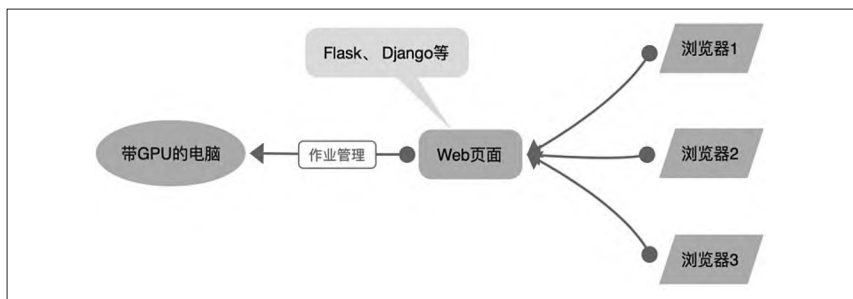 Flask、Django等
浏览器1
带GPU的电脑
作业管理
Web页面
浏览器2
浏览器3